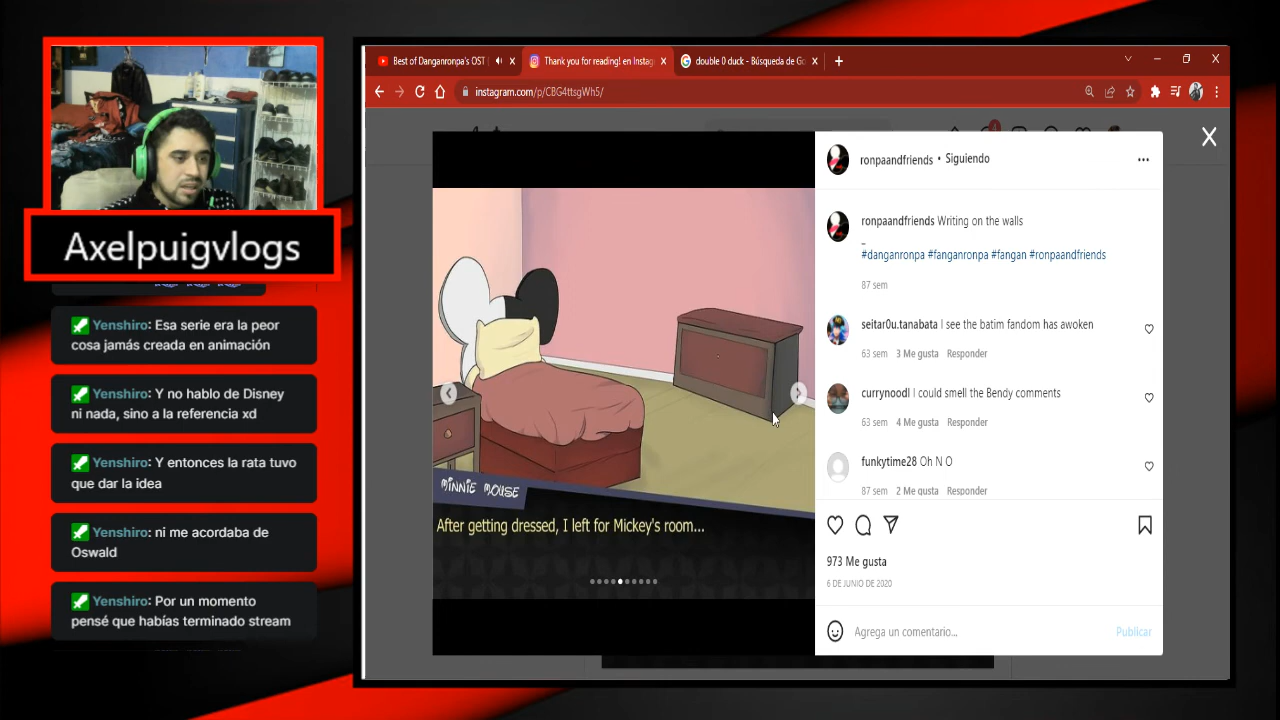 Axelpuigvlogs
Yenshiro: Esa serie era la peor
cosa jamás creada en animación
Yenshiro: Y no hablo de Disney
ni nada, sino a la referencia xd
Yenshiro: Y entonces la rata tuvo
que dar la idea
Yenshiro: ni me acordaba de
Oswald
Yenshiro: Por un momento
pensé que habías terminado stream
Best of Danganronpa's OST
Thank you for reading! en Instag
double 0 duck - Búsqueda de Go
instagram.com/p/CBG4ttsgWh5/
MINNIE MOUSE
After getting dressed, I left for Mickey's room...
ronpaandfriends • Siguiendo
ronpaandfriends Writing on the walls
_
#danganronpa #fanganronpa #fangan #ronpaandfriends
87 sem
seitar0u.tanabata I see the batim fandom has awoken
63 sem 3 Me gusta Responder
currynoodl I could smell the Bendy comments
63 sem 4 Me gusta Responder
funkytime28 Oh N O
87 sem 2 Me gusta Responder
973 Me gusta
6 DE JUNIO DE 2020
Agrega un comentario...
Publicar